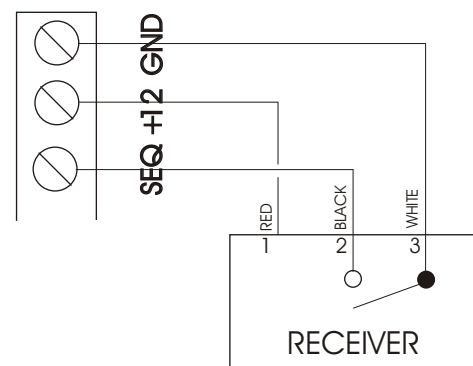 GND
+12
SEQ
RED
BLACK
WHITE
1 2 3
RECEIVER